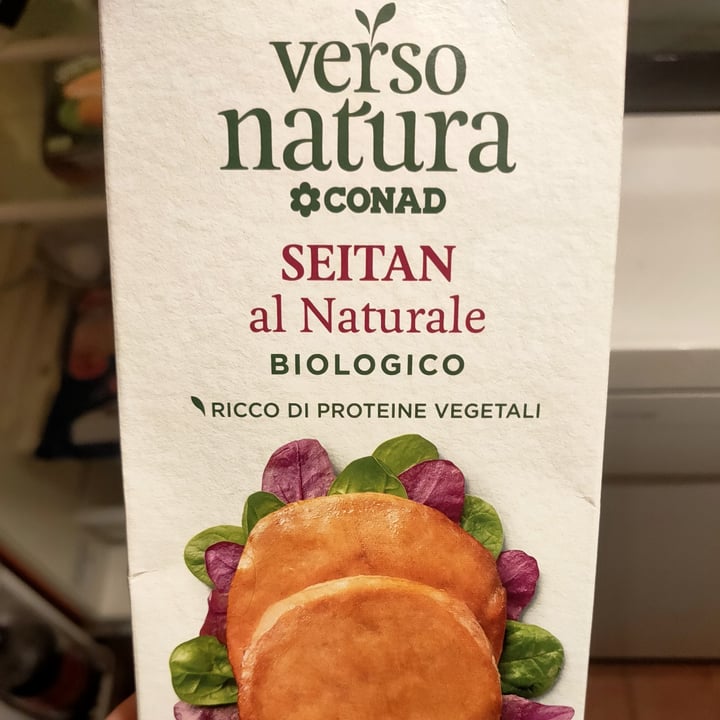 verso
natura
CONAD
SEITAN
al Naturale
BIOLOGICO
RICCO DI PROTEINE VEGETALI